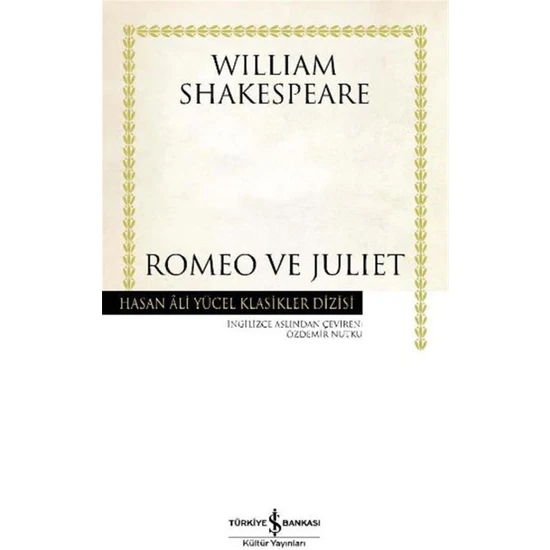 WILLIAM
SHAKESPEARE
ROMEO VE JULIET
HASAN ÂLİ YÜCEL KLASİKLER DİZİSİ
İNGİLİZCE ASLINDAN ÇEVİREN:
ÖZDEMİR NUTKU
TÜRKİYE İŞ BANKASI
Kültür Yayınları